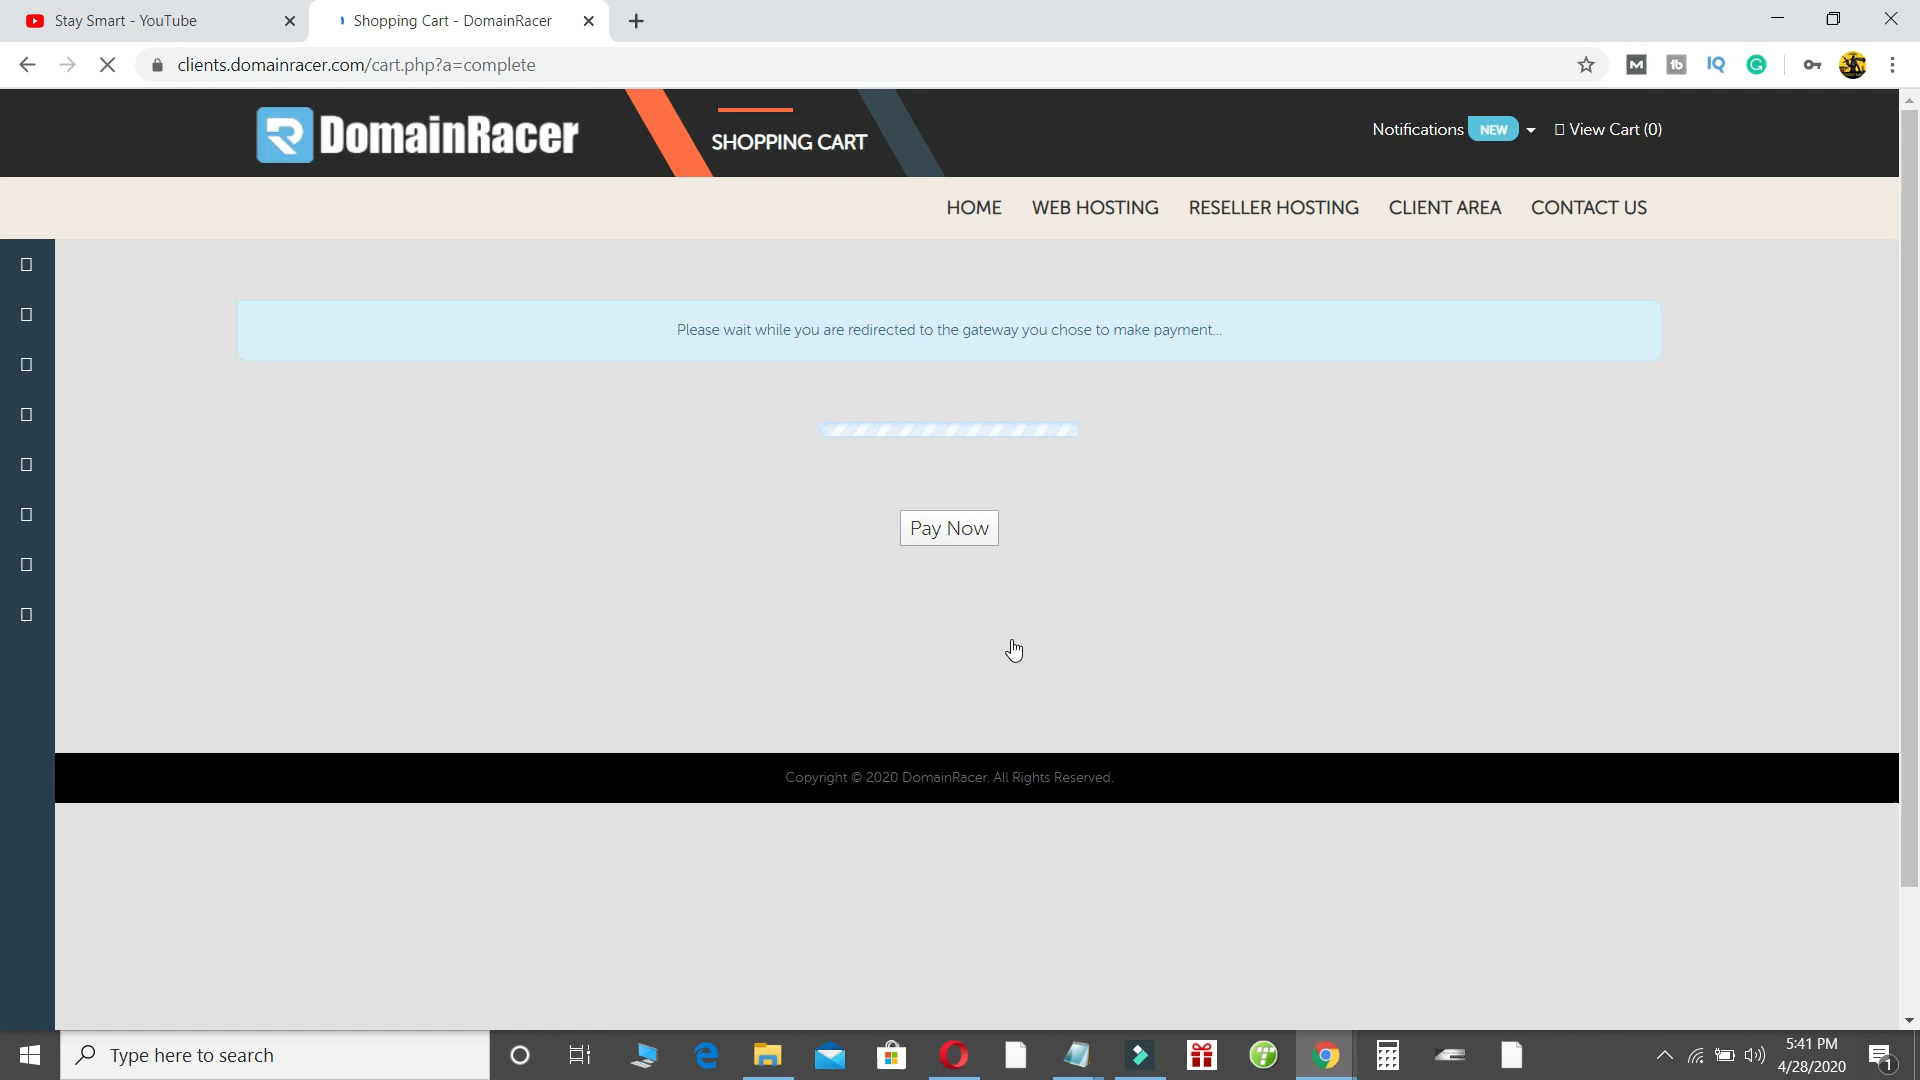 Stay Smart - YouTube
Shopping Cart - DomainRacer
clients.domainracer.com/cart.php?a=complete
M
tb
IQ
G
DomainRacer
SHOPPING CART
Notifications NEW
View Cart (0)
HOME
WEB HOSTING
RESELLER HOSTING
CLIENT AREA
CONTACT US
Please wait while you are redirected to the gateway you chose to make payment...
Pay Now
Copyright © 2020 DomainRacer. All Rights Reserved.
Type here to search
5:41 PM
4/28/2020
1